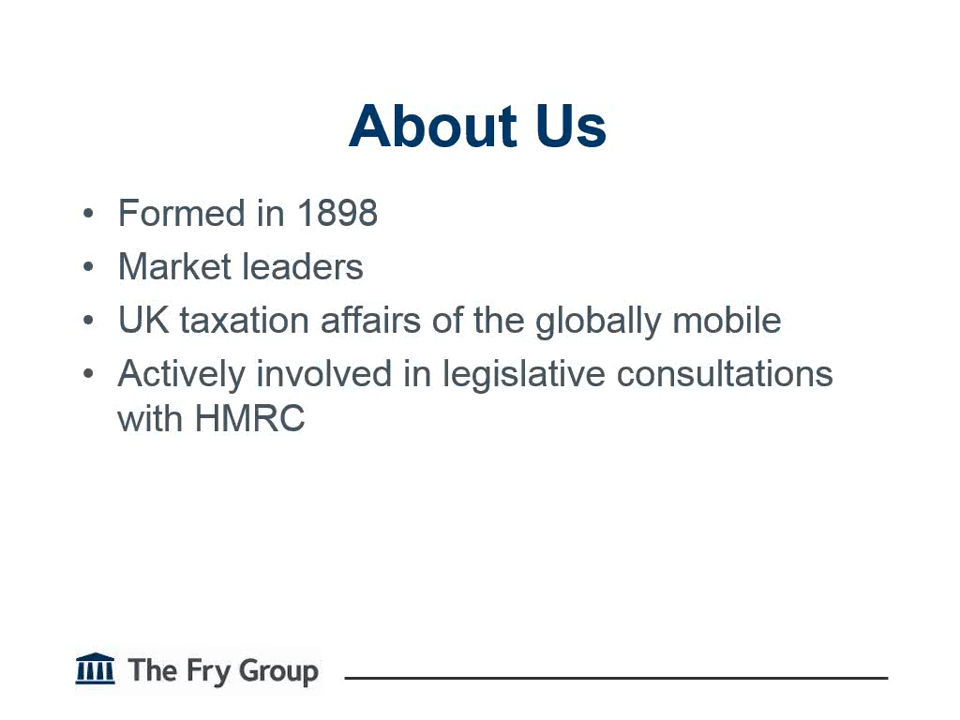 About Us
• Formed in 1898
• Market leaders
• UK taxation affairs of the globally mobile
• Actively involved in legislative consultations
with HMRC
The Fry Group